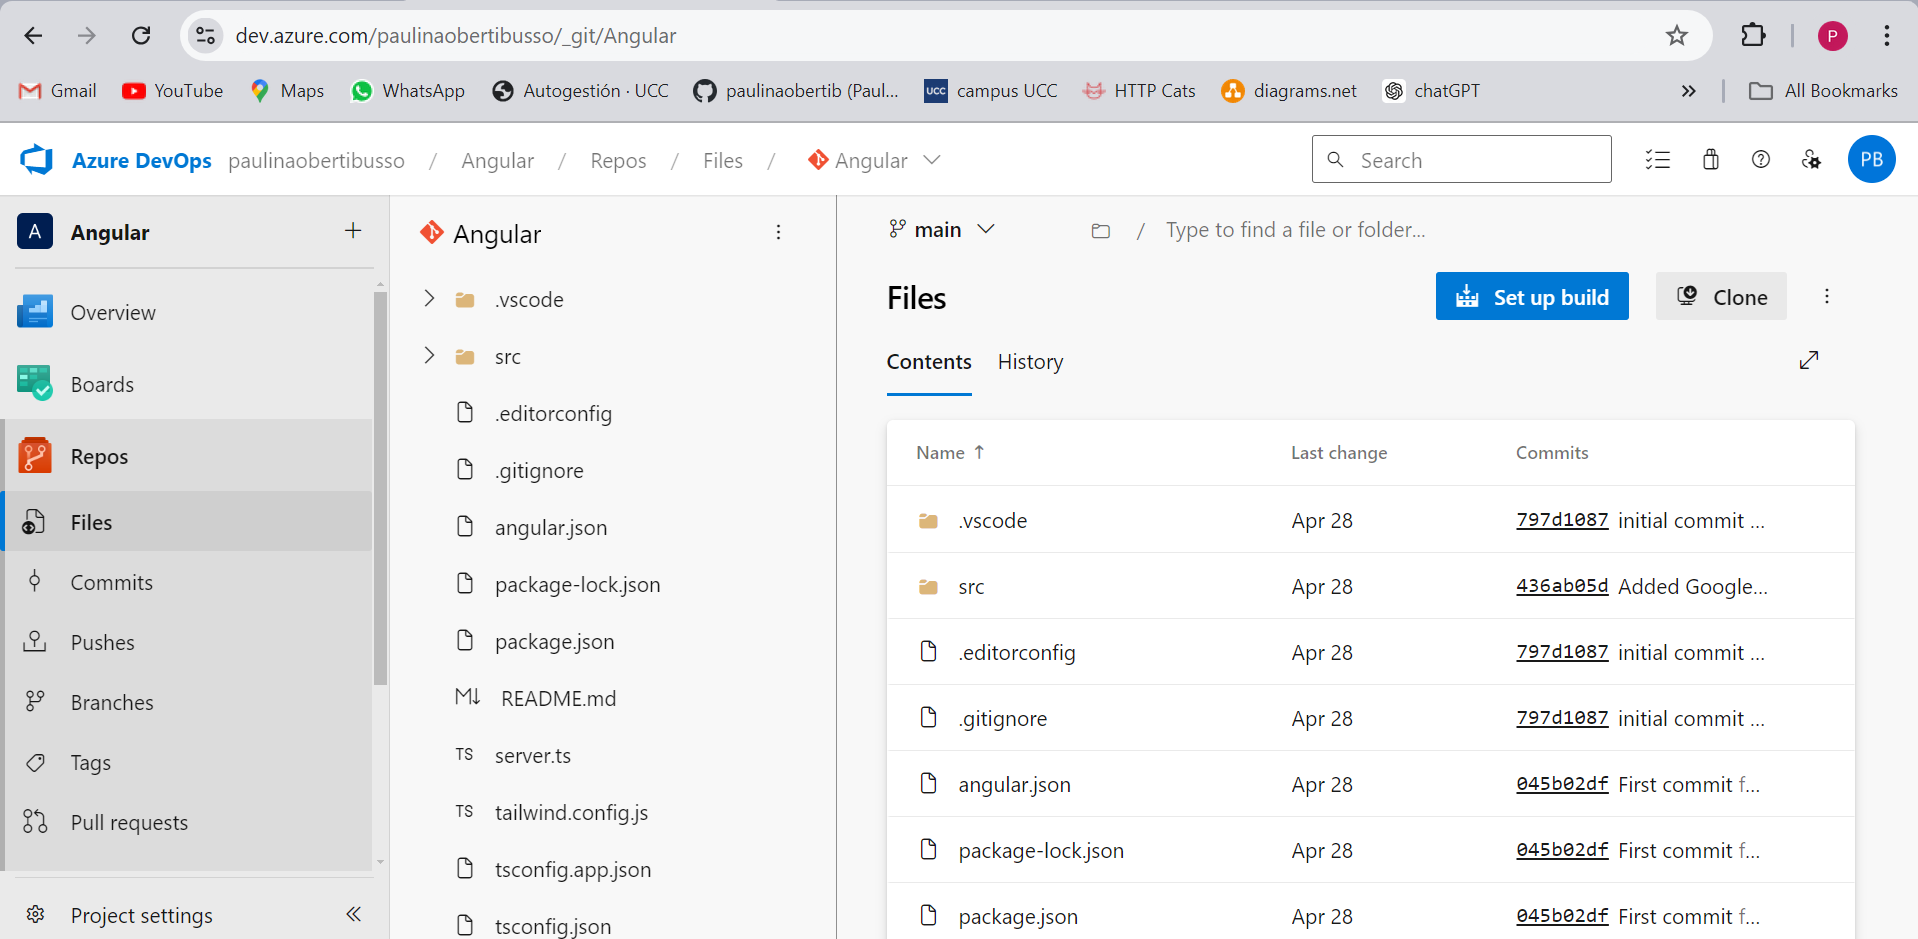 dev.azure.com/paulinaobertibusso/_git/Angular
P
Gmail YouTube Maps WhatsApp Autogestión · UCC paulinaobertib (Paul... UCC campus UCC HTTP Cats diagrams.net chatGPT » All Bookmarks
Azure DevOps paulinaobertibusso / Angular / Repos / Files / Angular
Search
PB
A Angular +
Overview
Boards
Repos
Files
Commits
Pushes
Branches
Tags
Pull requests
Project settings
Angular
.vscode
src
.editorconfig
.gitignore
angular.json
package-lock.json
package.json
M↓ README.md
TS server.ts
TS tailwind.config.js
tsconfig.app.json
tsconfig.json
main / Type to find a file or folder...
Files
Set up build
Clone
Contents History
Name ↑ Last change Commits
.vscode Apr 28 797d1087 initial commit ...
src Apr 28 436ab05d Added Google...
.editorconfig Apr 28 797d1087 initial commit ...
.gitignore Apr 28 797d1087 initial commit ...
angular.json Apr 28 045b02df First commit f...
package-lock.json Apr 28 045b02df First commit f...
package.json Apr 28 045b02df First commit f...